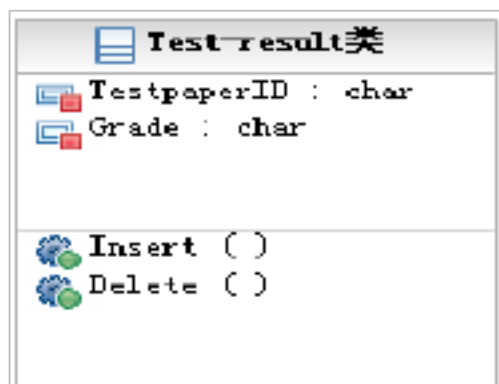 Test-result类
TestpaperID : char
Grade : char
Insert ( )
Delete ( )